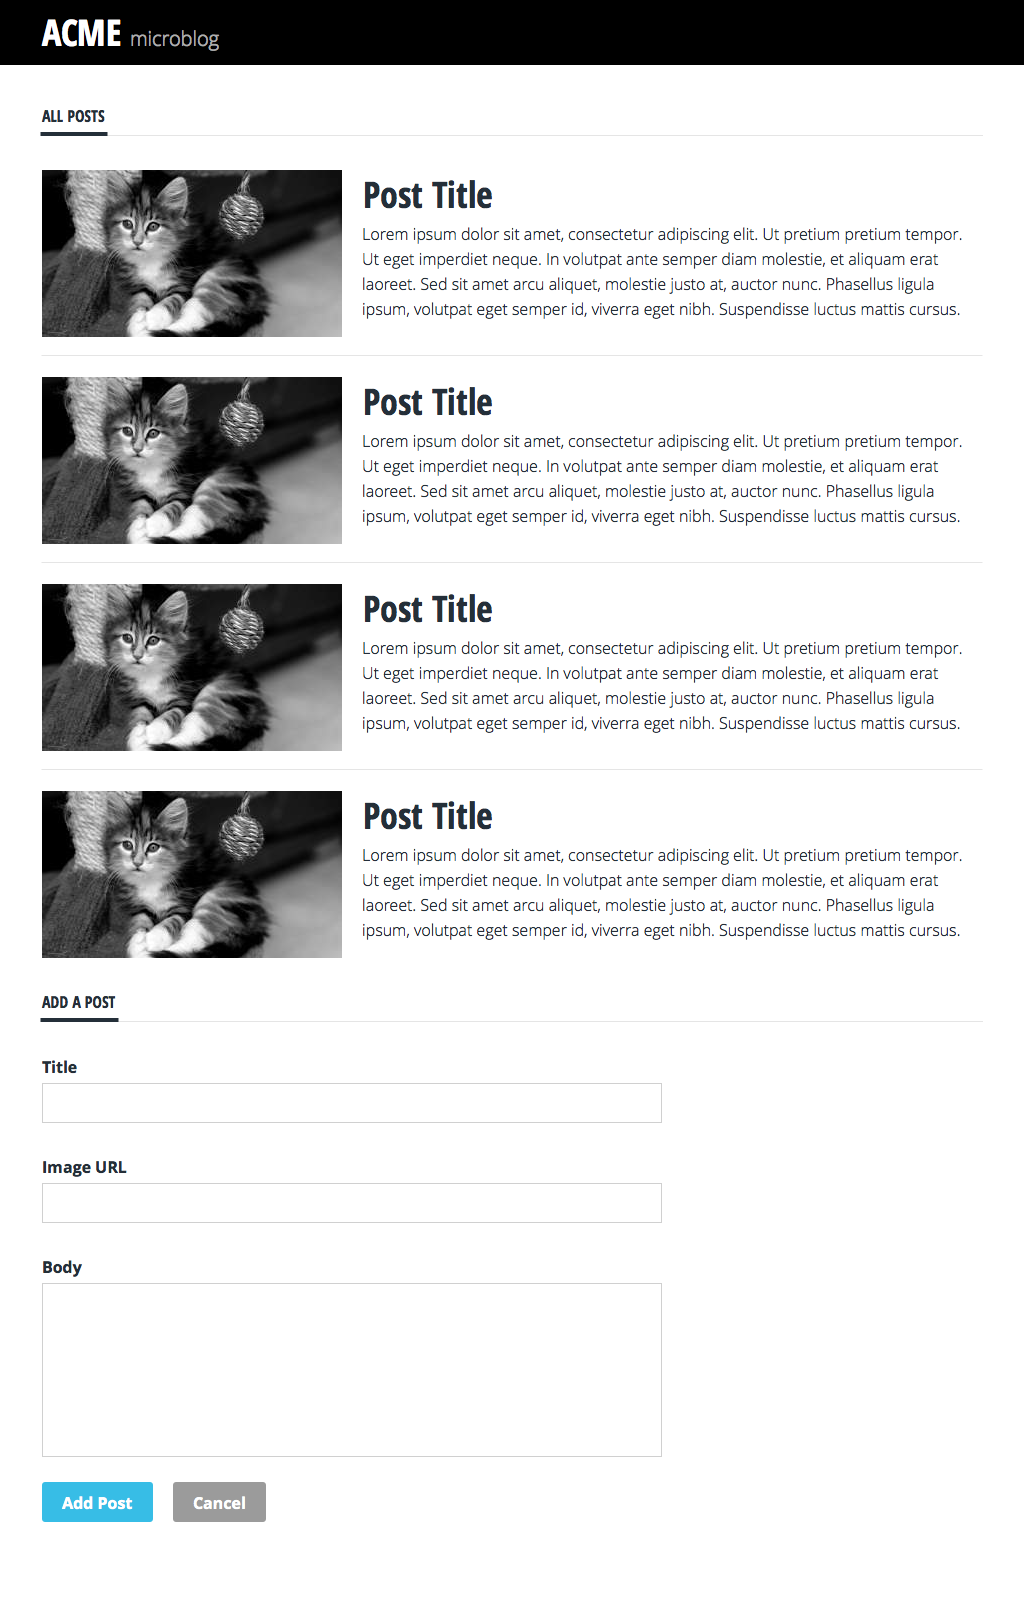 ACME microblog
ALL POSTS
Post Title
Lorem ipsum dolor sit amet, consectetur adipiscing elit. Ut pretium pretium tempor.
Ut eget imperdiet neque. In volutpat ante semper diam molestie, et aliquam erat
laoreet. Sed sit amet arcu aliquet, molestie justo at, auctor nunc. Phasellus ligula
ipsum, volutpat eget semper id, viverra eget nibh. Suspendisse luctus mattis cursus.
Post Title
Lorem ipsum dolor sit amet, consectetur adipiscing elit. Ut pretium pretium tempor.
Ut eget imperdiet neque. In volutpat ante semper diam molestie, et aliquam erat
laoreet. Sed sit amet arcu aliquet, molestie justo at, auctor nunc. Phasellus ligula
ipsum, volutpat eget semper id, viverra eget nibh. Suspendisse luctus mattis cursus.
Post Title
Lorem ipsum dolor sit amet, consectetur adipiscing elit. Ut pretium pretium tempor.
Ut eget imperdiet neque. In volutpat ante semper diam molestie, et aliquam erat
laoreet. Sed sit amet arcu aliquet, molestie justo at, auctor nunc. Phasellus ligula
ipsum, volutpat eget semper id, viverra eget nibh. Suspendisse luctus mattis cursus.
Post Title
Lorem ipsum dolor sit amet, consectetur adipiscing elit. Ut pretium pretium tempor.
Ut eget imperdiet neque. In volutpat ante semper diam molestie, et aliquam erat
laoreet. Sed sit amet arcu aliquet, molestie justo at, auctor nunc. Phasellus ligula
ipsum, volutpat eget semper id, viverra eget nibh. Suspendisse luctus mattis cursus.
ADD A POST
Title
Image URL
Body
Add Post Cancel